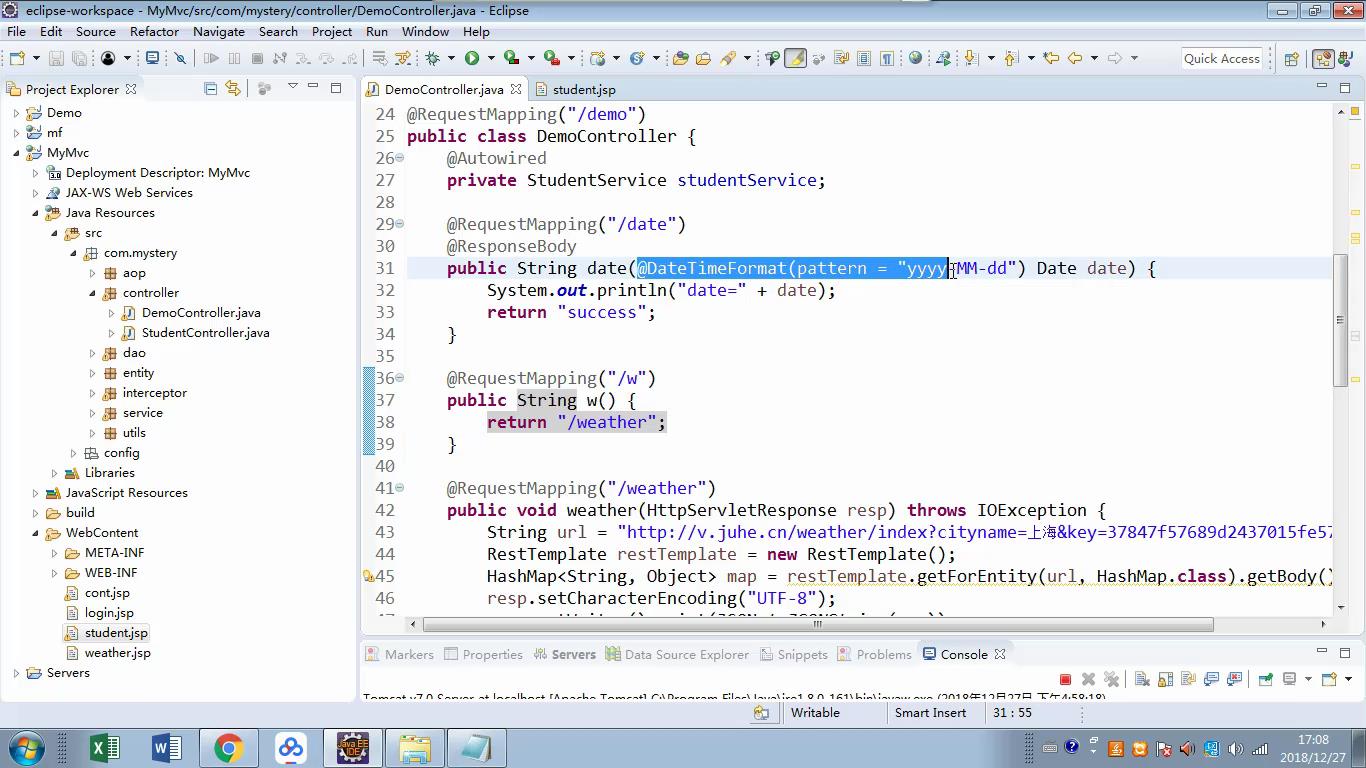 eclipse-workspace - MyMvc/src/com/mystery/controller/DemoController.java - Eclipse
File Edit Source Refactor Navigate Search Project Run Window Help
Quick Access
Project Explorer
DemoController.java student.jsp
Demo
mf
MyMvc
Deployment Descriptor: MyMvc
JAX-WS Web Services
Java Resources
src
com.mystery
aop
controller
DemoController.java
StudentController.java
dao
entity
interceptor
service
utils
config
Libraries
JavaScript Resources
build
WebContent
META-INF
WEB-INF
cont.jsp
login.jsp
student.jsp
weather.jsp
Servers
24 @RequestMapping("/demo")
25 public class DemoController {
26 @Autowired
27 private StudentService studentService;
28
29 @RequestMapping("/date")
30 @ResponseBody
31 public String date(@DateTimeFormat(pattern = "yyyy-MM-dd") Date date) {
32 System.out.println("date=" + date);
33 return "success";
34 }
35
36 @RequestMapping("/w")
37 public String w() {
38 return "/weather";
39 }
40
41 @RequestMapping("/weather")
42 public void weather(HttpServletResponse resp) throws IOException {
43 String url = "http://v.juhe.cn/weather/index?cityname=上海&key=37847f57689d2437015fe57
44 RestTemplate restTemplate = new RestTemplate();
45 HashMap<String, Object> map = restTemplate.getForEntity(url, HashMap.class).getBody()
46 resp.setCharacterEncoding("UTF-8");
Markers Properties Servers Data Source Explorer Snippets Problems Console
Tomcat v7.0 Server at localhost [Apache Tomcat] C:\Program Files\Java\jre1.8.0_161\bin\javaw.exe (2018年12月27日 下午4:58:18)
Writable Smart Insert 31 : 55
17:08
2018/12/27